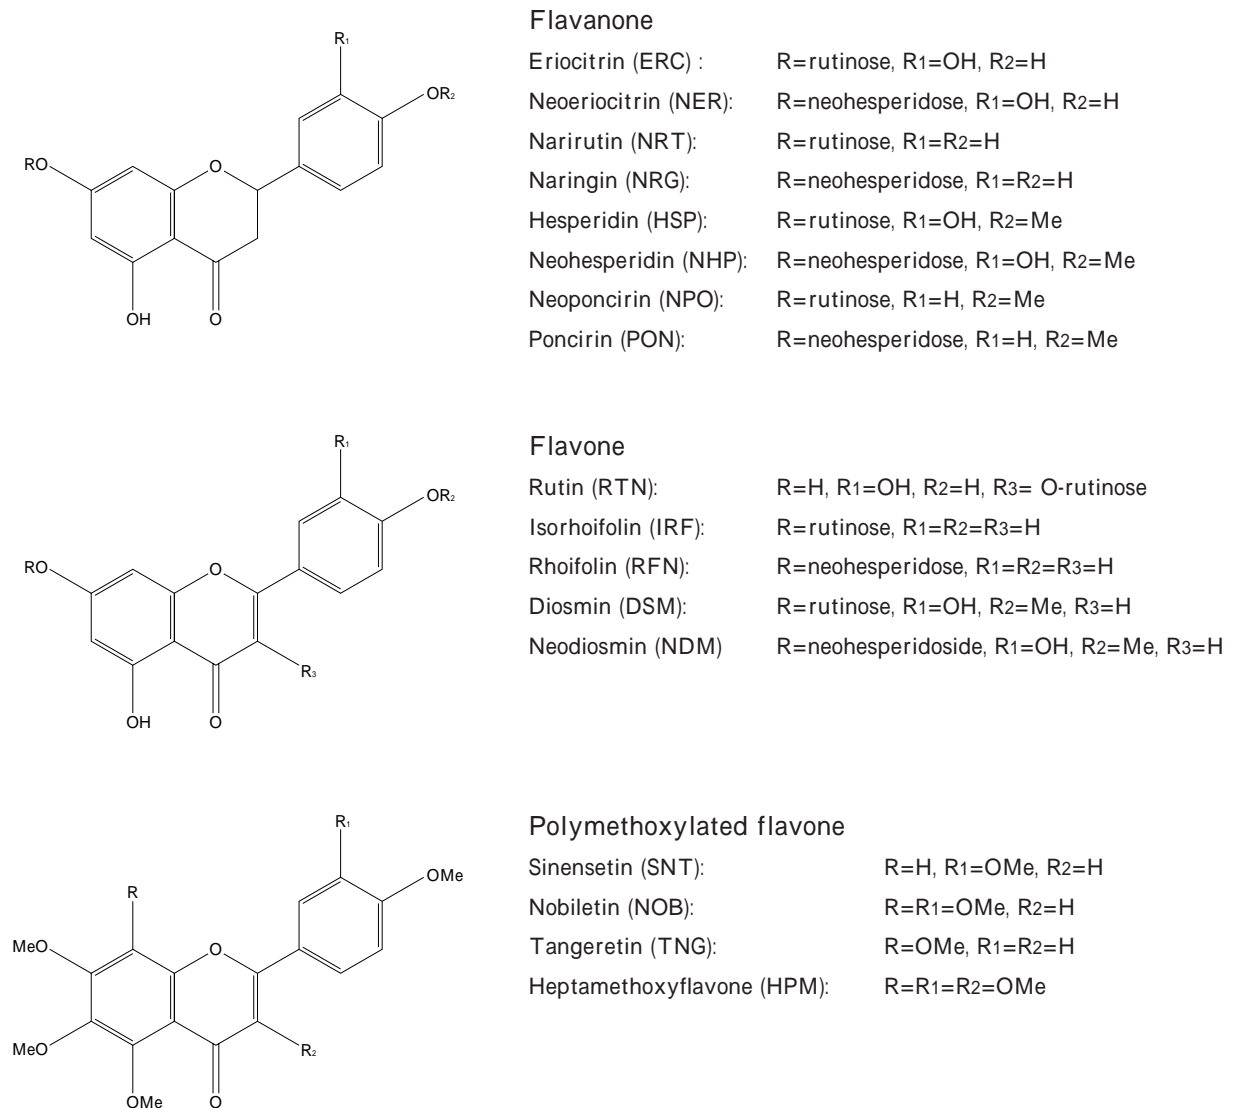 Flavanone
Eriocitrin (ERC) : R=rutinose, R1=OH, R2=H
Neoeriocitrin (NER): R=neohesperidose, R1=OH, R2=H
Narirutin (NRT): R=rutinose, R1=R2=H
Naringin (NRG): R=neohesperidose, R1=R2=H
Hesperidin (HSP): R=rutinose, R1=OH, R2=Me
Neohesperidin (NHP): R=neohesperidose, R1=OH, R2=Me
Neoponcirin (NPO): R=rutinose, R1=H, R2=Me
Poncirin (PON): R=neohesperidose, R1=H, R2=Me
R1
OR2
RO
O
OH
O
Flavone
Rutin (RTN): R=H, R1=OH, R2=H, R3= O-rutinose
Isorhoifolin (IRF): R=rutinose, R1=R2=R3=H
Rhoifolin (RFN): R=neohesperidose, R1=R2=R3=H
Diosmin (DSM): R=rutinose, R1=OH, R2=Me, R3=H
Neodiosmin (NDM) R=neohesperidoside, R1=OH, R2=Me, R3=H
R1
OR2
RO
O
R3
OH
O
Polymethoxylated flavone
Sinensetin (SNT): R=H, R1=OMe, R2=H
Nobiletin (NOB): R=R1=OMe, R2=H
Tangeretin (TNG): R=OMe, R1=R2=H
Heptamethoxyflavone (HPM): R=R1=R2=OMe
R1
OMe
R
MeO
O
MeO
R2
OMe
O